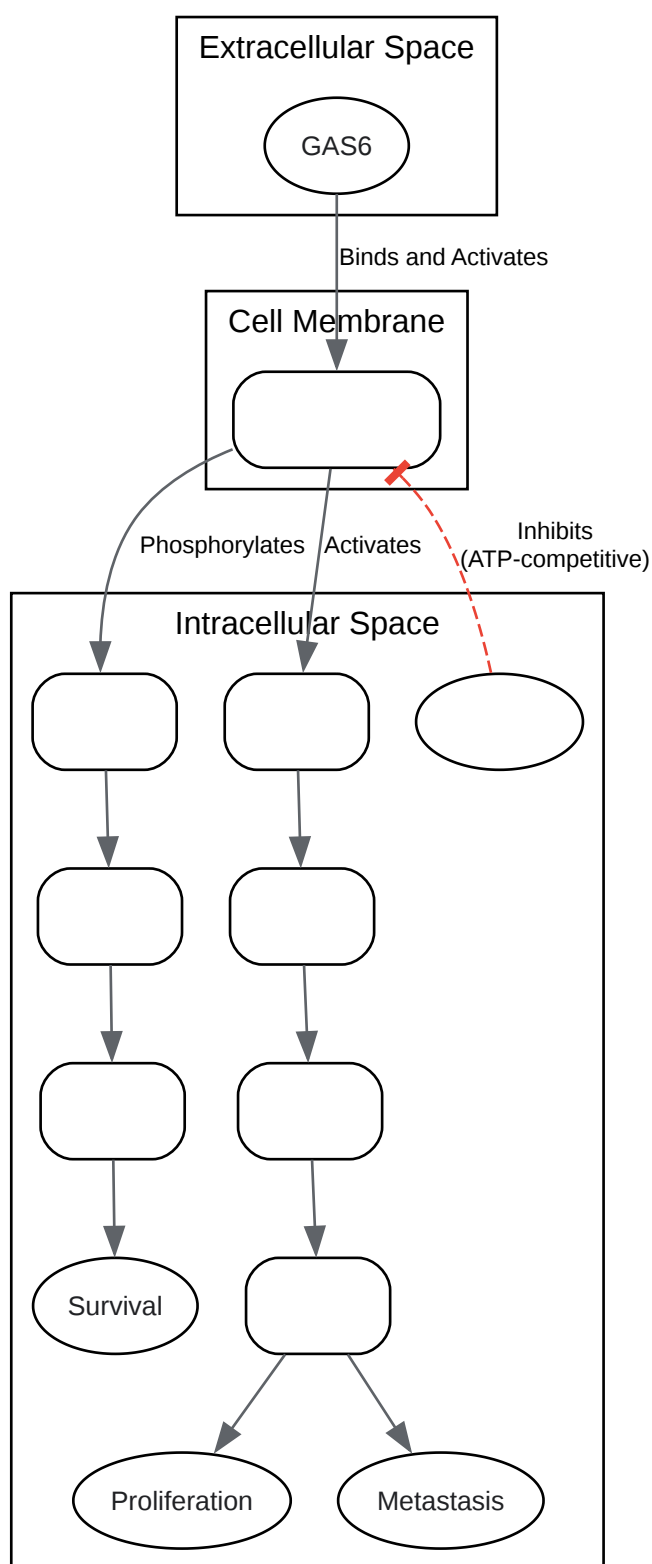 Extracellular Space
GAS6
Binds and Activates
Cell Membrane
Phosphorylates
Activates
Inhibits
(ATP-competitive)
Intracellular Space
Survival
Proliferation
Metastasis